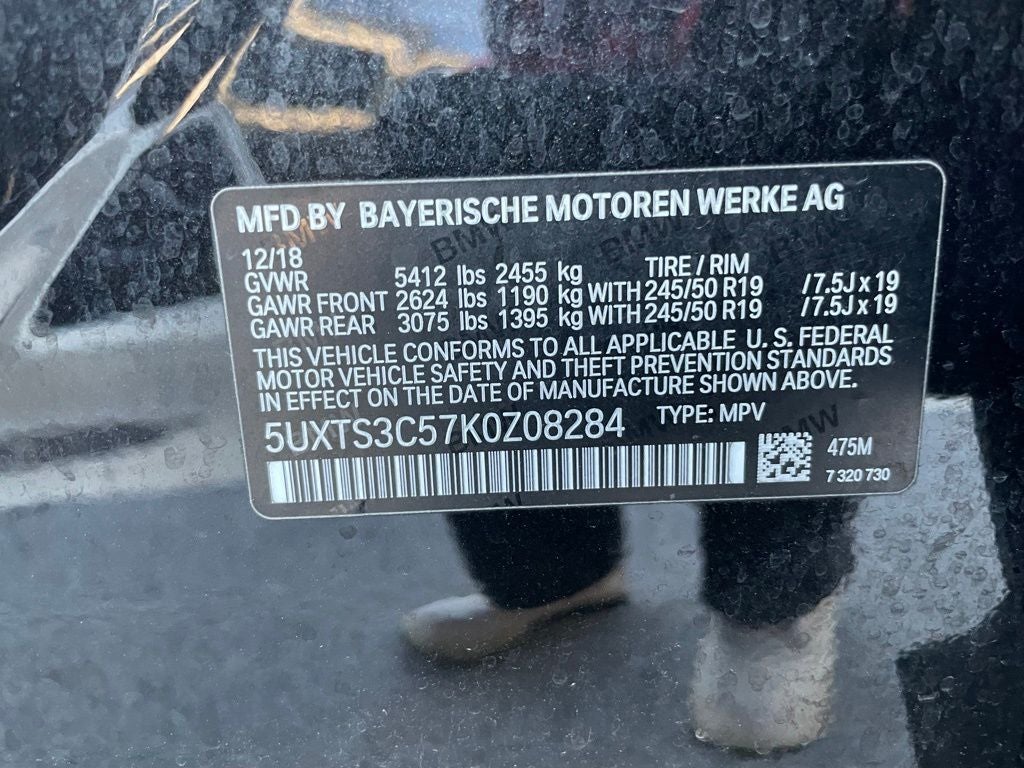 MFD BY BAYERISCHE MOTOREN WERKE AG
12/18 TIRE / RIM
GVWR 5412 lbs 2455 kg
GAWR FRONT 2624 lbs 1190 kg WITH 245/50 R19 /7.5J x 19
GAWR REAR 3075 lbs 1395 kg WITH 245/50 R19 /7.5J x 19
THIS VEHICLE CONFORMS TO ALL APPLICABLE U. S. FEDERAL
MOTOR VEHICLE SAFETY AND THEFT PREVENTION STANDARDS
IN EFFECT ON THE DATE OF MANUFACTURE SHOWN ABOVE.
5UXTS3C57K0Z08284 TYPE: MPV
475M
7 320 730